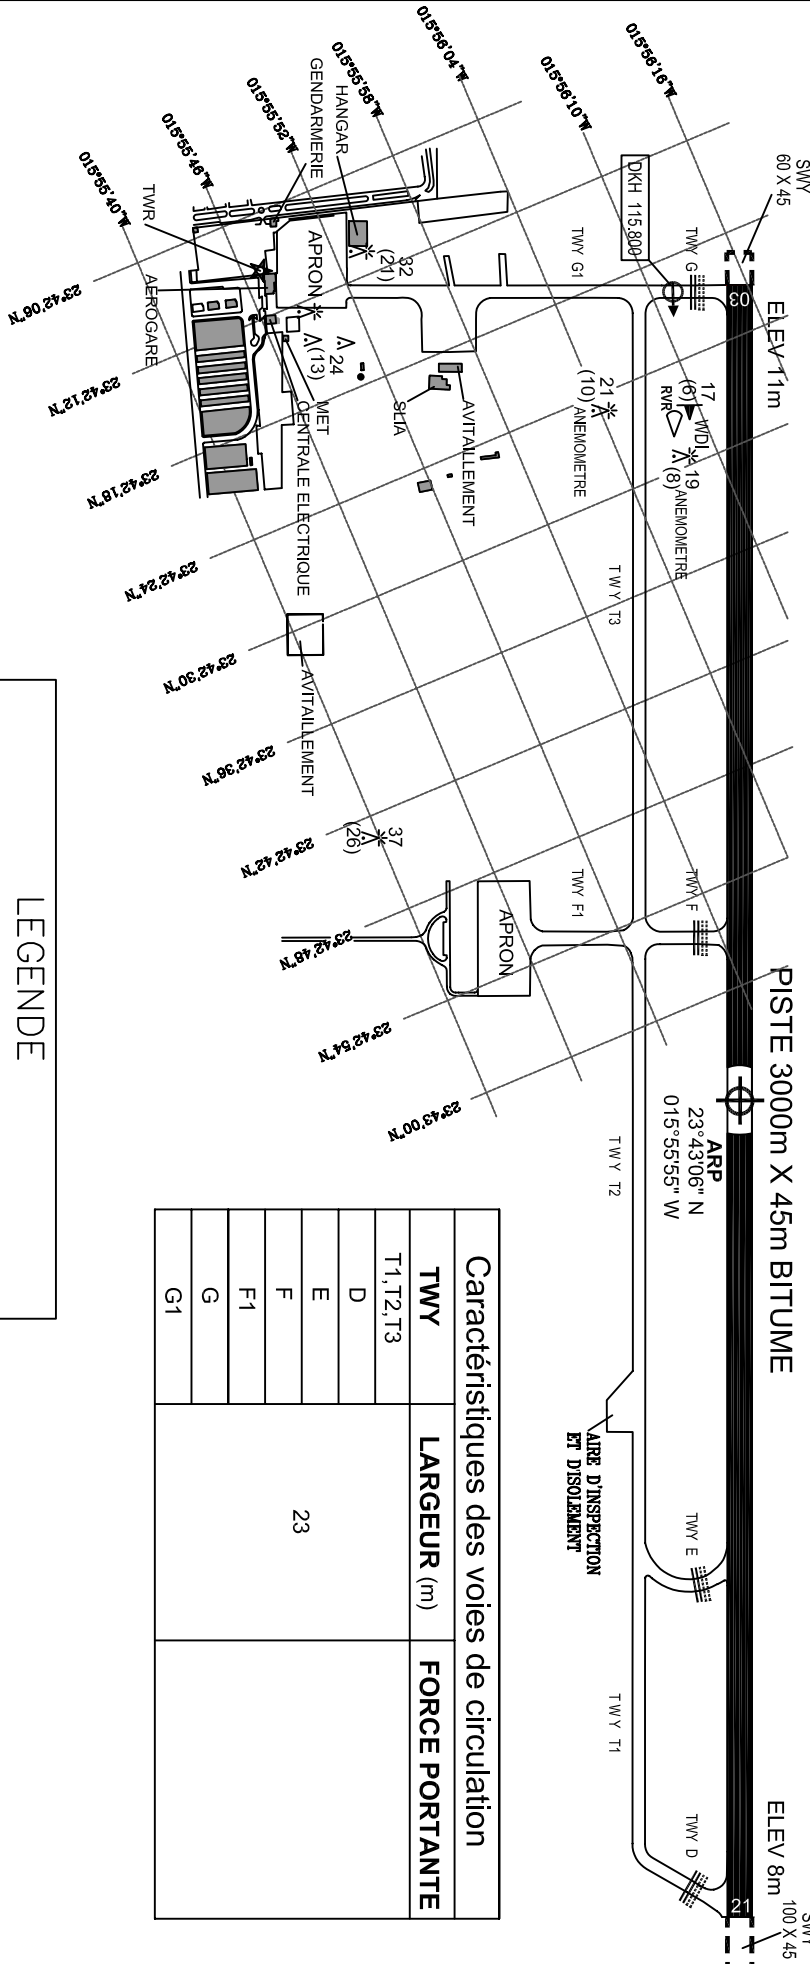 SWY
60 X 45
ELEV 11m
PISTE 3000m X 45m BITUME
ELEV 8m
SWY
100 X 45
03
21
ARP
23°43'06" N
015°55'55" W
TWY G
TWY F
TWY E
TWY D
DKH 115.800
17
(6)
WDI
RVR
19
(8)
ANEMOMETRE
TWY G1
21
(10)
ANEMOMETRE
TWY T3
TWY F1
TWY T2
AIRE D'INSPECTION
ET D'ISOLEMENT
TWY T1
015°56'16"W
015°56'10"W
015°56'04"W
015°55'58"W
015°55'52"W
015°55'46"W
015°55'40"W
HANGAR
GENDARMERIE
TWR
APRON
AEROGARE
32
(21)
24
(13)
MET
CENTRALE ELECTRIQUE
SLIA
AVITAILLEMENT
AVITAILLEMENT
37
(26)
APRON
23°42'06"N
23°42'12"N
23°42'18"N
23°42'24"N
23°42'30"N
23°42'36"N
23°42'42"N
23°42'48"N
23°42'54"N
23°43'00"N
Caractéristiques des voies de circulation
TWY LARGEUR (m) FORCE PORTANTE
T1,T2,T3
D
E
F
F1
G
G1
23
LEGENDE